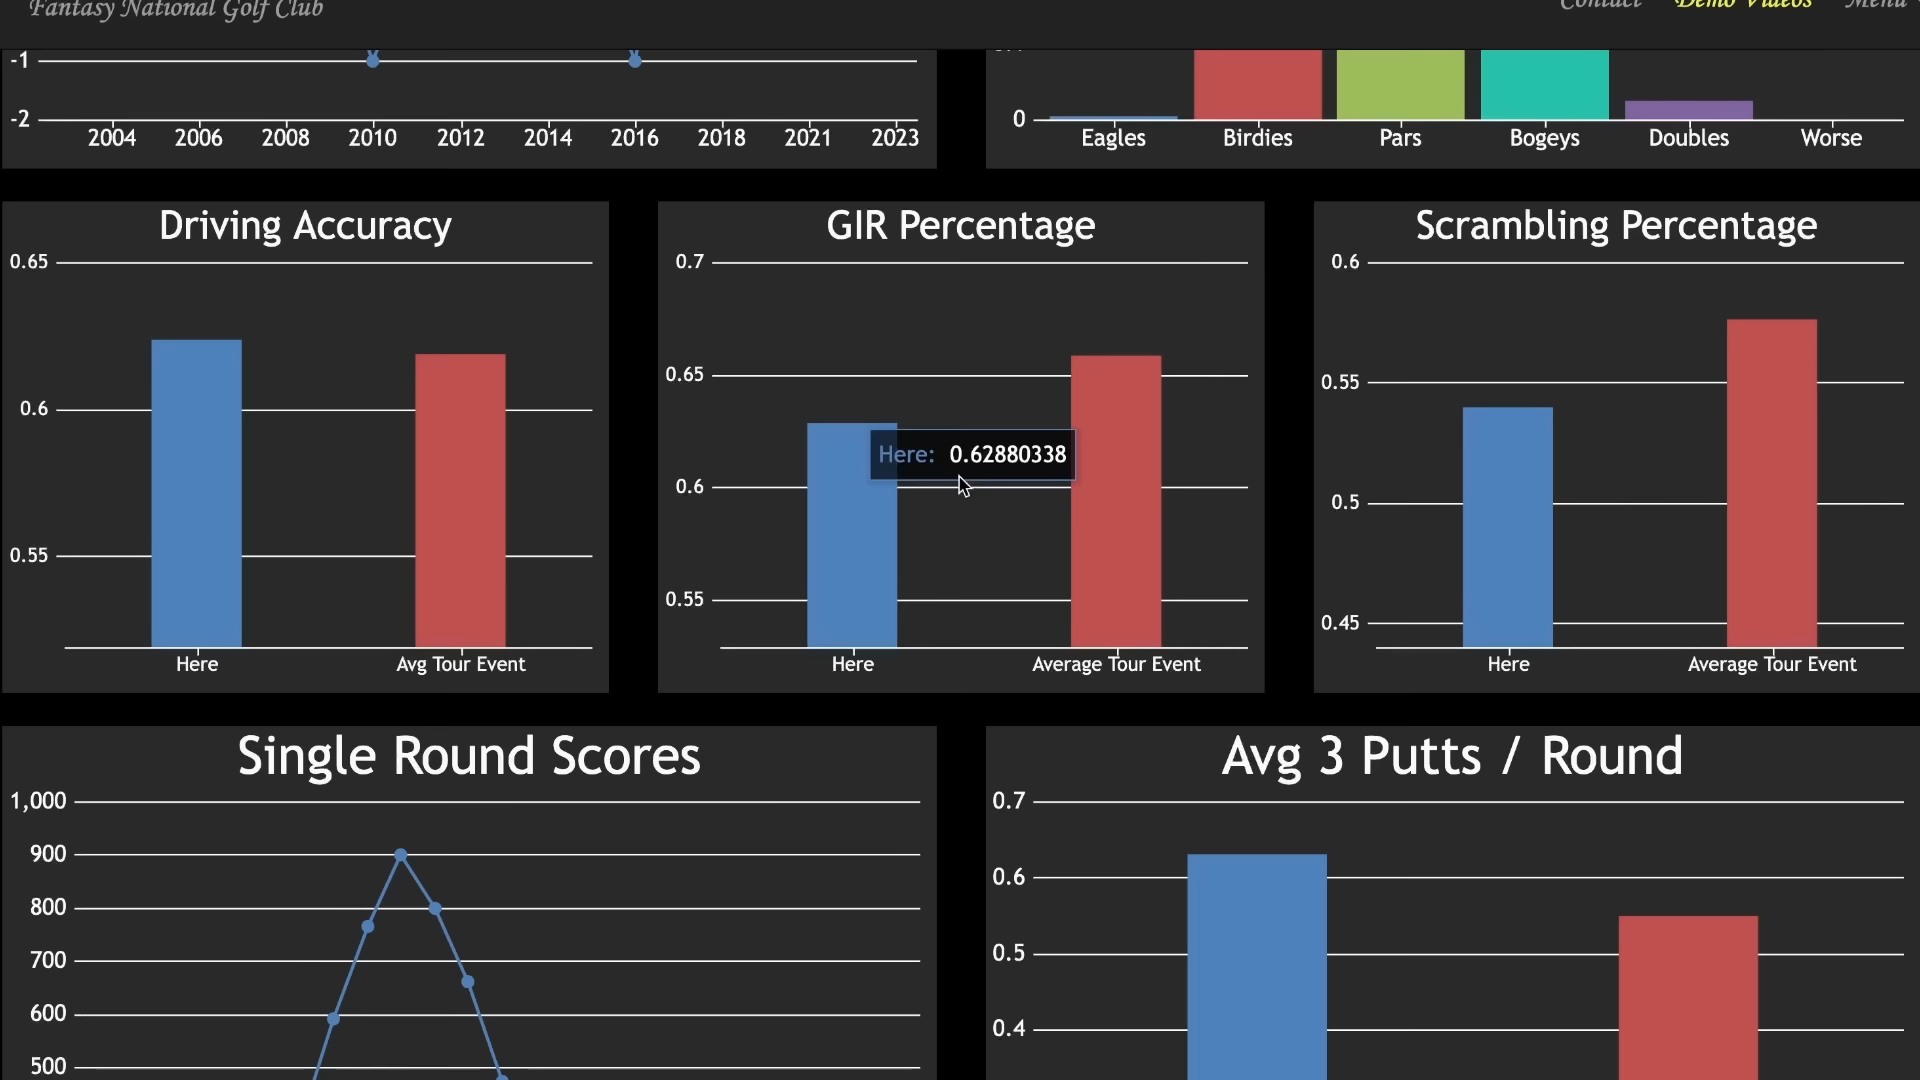 Fantasy National Golf Club
Contact Demo Videos Menu
-1
-2
2004 2006 2008 2010 2012 2014 2016 2018 2021 2023
0
Eagles Birdies Pars Bogeys Doubles Worse
Driving Accuracy
0.65
0.6
0.55
Here Avg Tour Event
GIR Percentage
0.7
0.65
0.6
0.55
Here: 0.62880338
Here Average Tour Event
Scrambling Percentage
0.6
0.55
0.5
0.45
Here Average Tour Event
Single Round Scores
1,000
900
800
700
600
500
Avg 3 Putts / Round
0.7
0.6
0.5
0.4